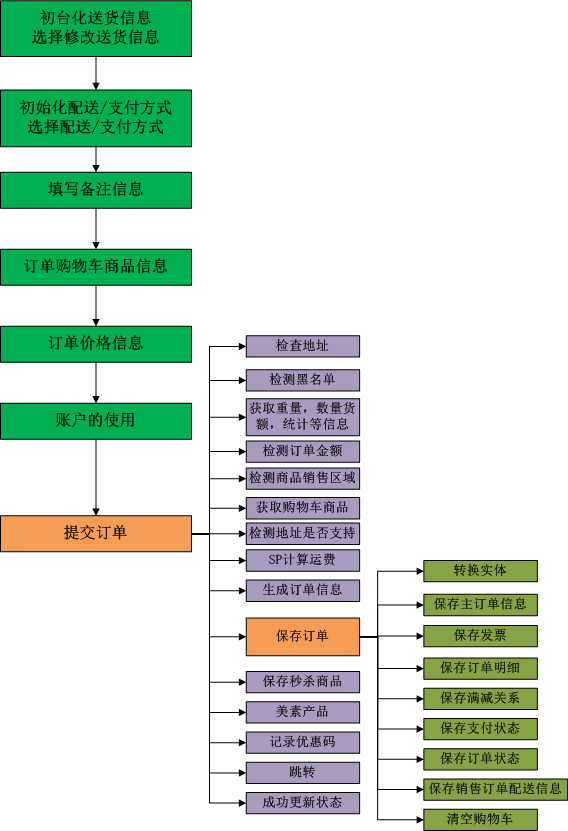 初台化送货信息
选择修改送货信息
初始化配送/支付方式
选择配送/支付方式
填写备注信息
订单购物车商品信息
订单价格信息
账户的使用
提交订单
检查地址
检测黑名单
获取重量，数量货
额，统计等信息
检测订单金额
检测商品销售区域
获取购物车商品
检测地址是否支持
SP计算运费
生成订单信息
保存订单
保存秒杀商品
美素产品
记录优惠码
跳转
成功更新状态
转换实体
保存主订单信息
保存发票
保存订单明细
保存满减关系
保存支付状态
保存订单状态
保存销售订单配送信息
清空购物车